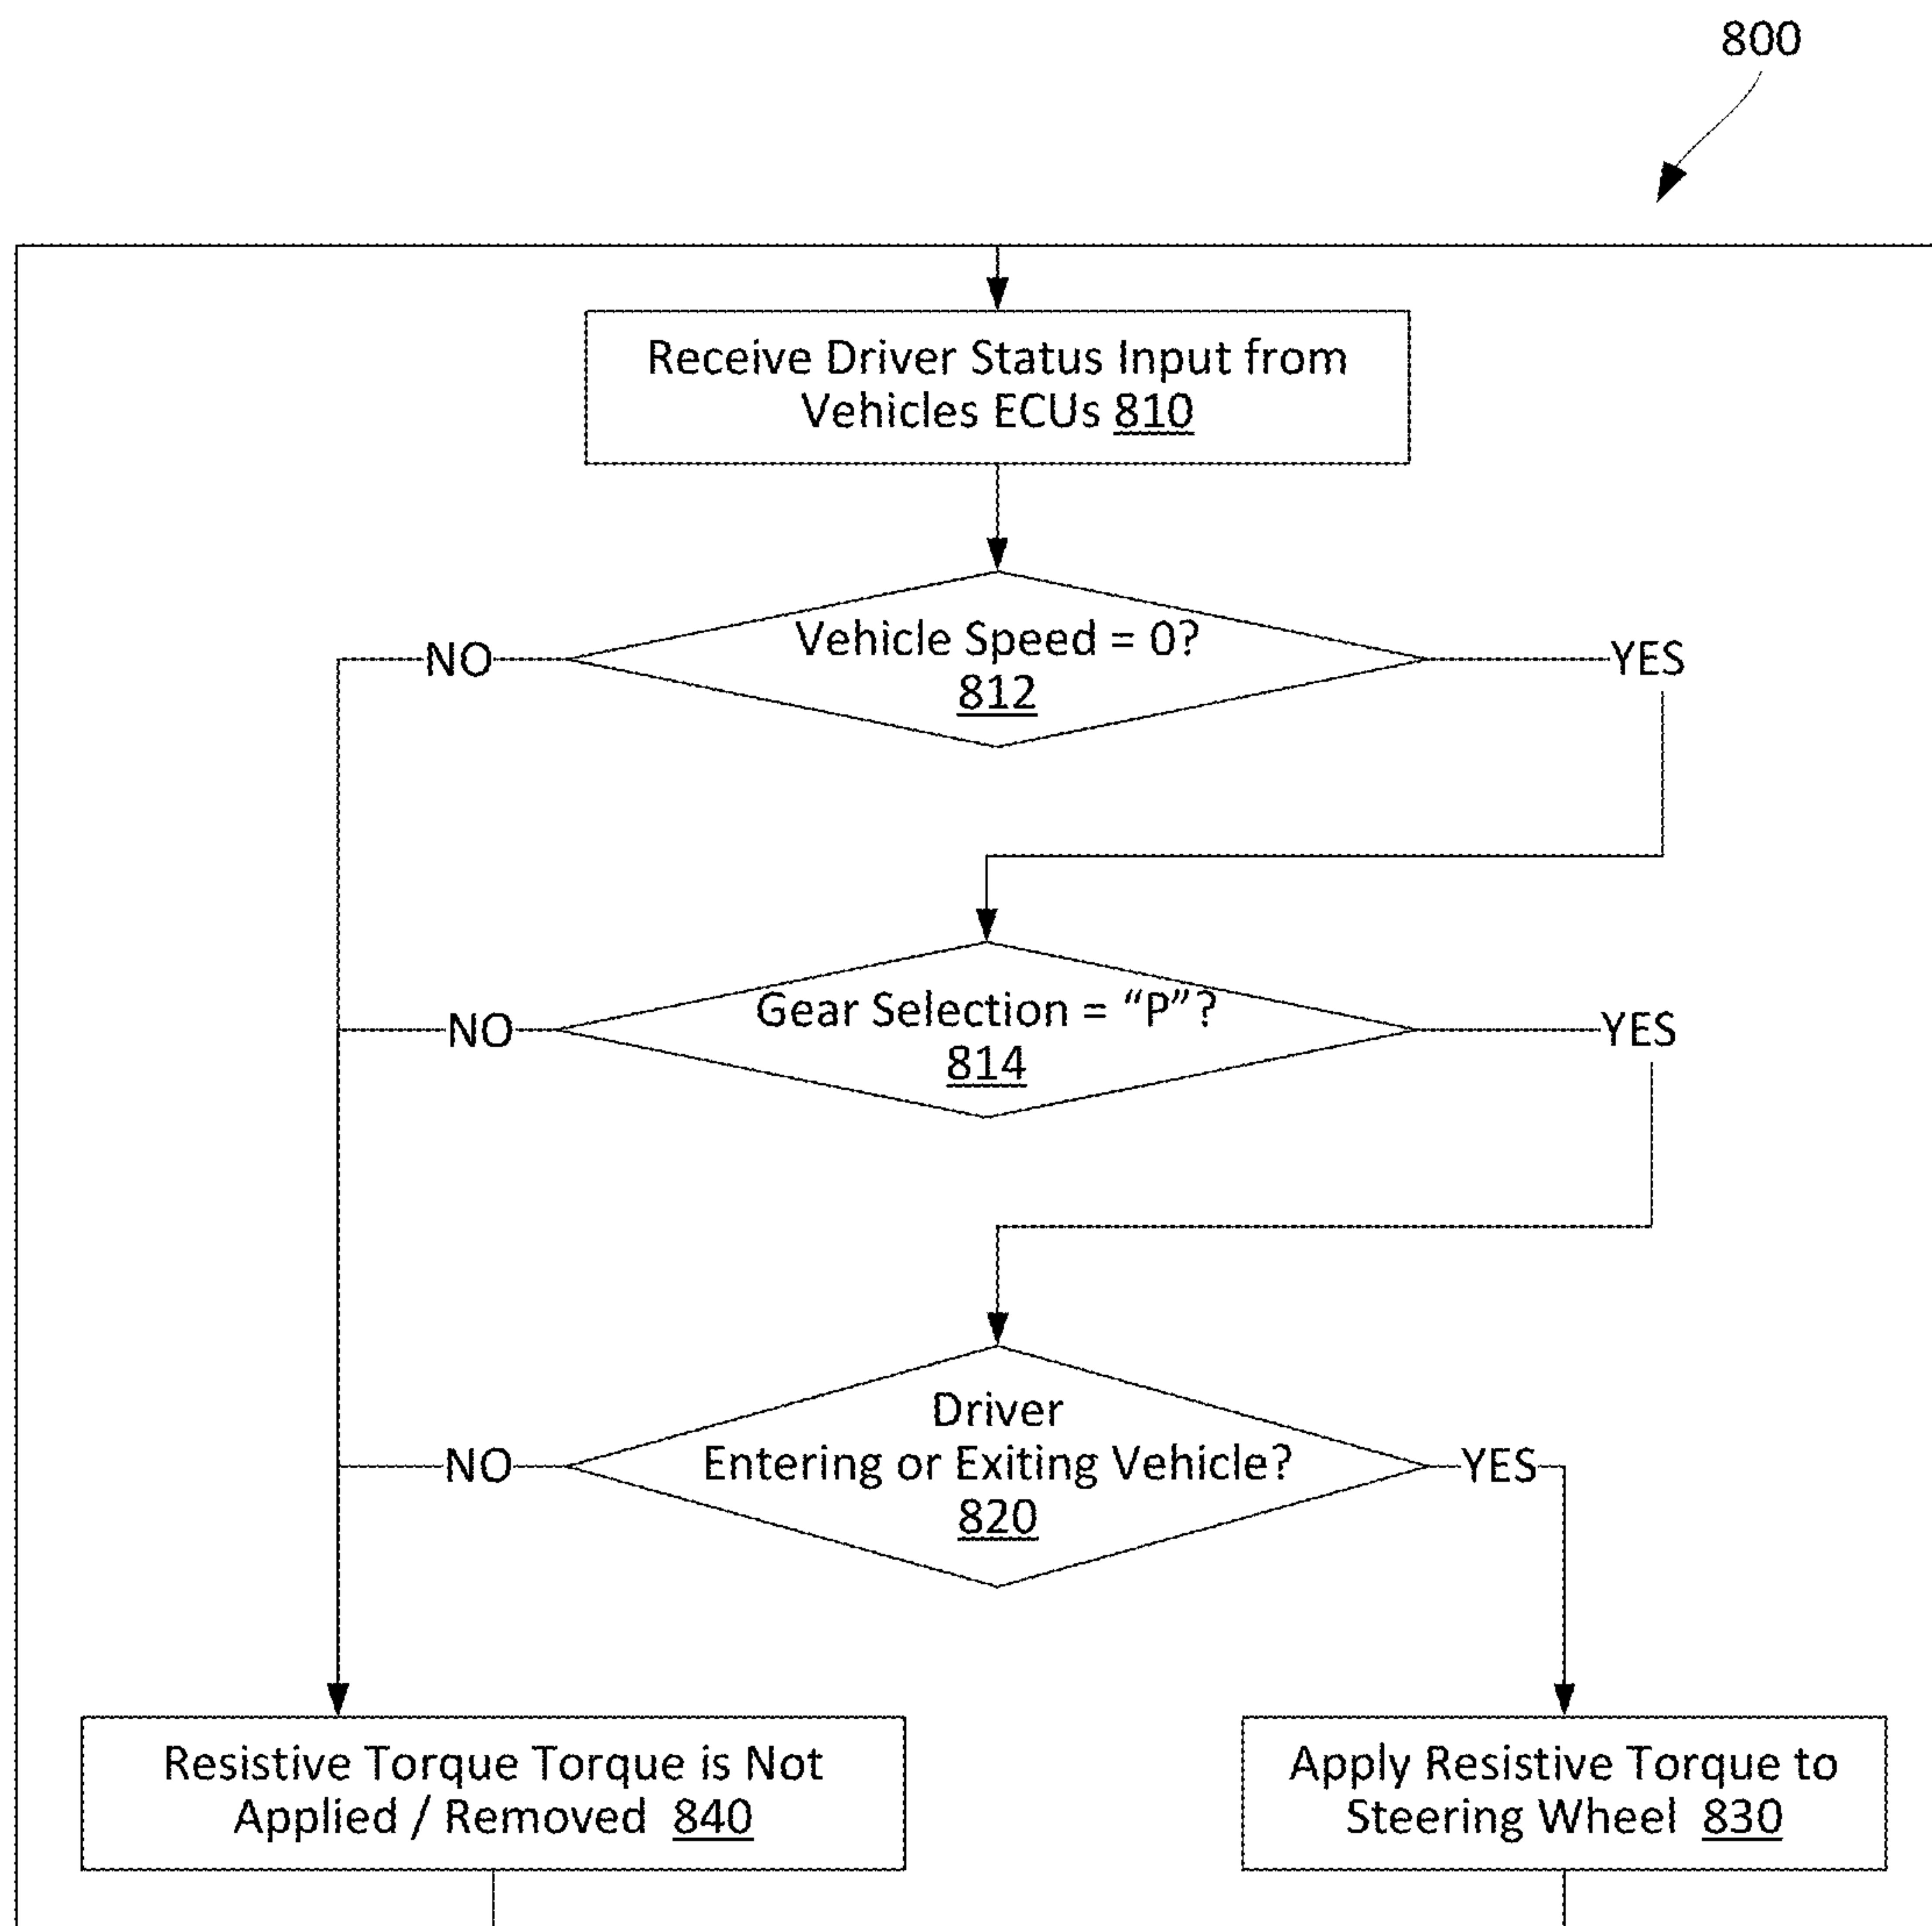 800
Receive Driver Status Input from
Vehicles ECUs 810
Vehicle Speed = 0?
812
NO
YES
Gear Selection = “P”?
814
NO
YES
Driver
Entering or Exiting Vehicle?
820
NO
YES
Resistive Torque Torque is Not
Applied / Removed 840
Apply Resistive Torque to
Steering Wheel 830